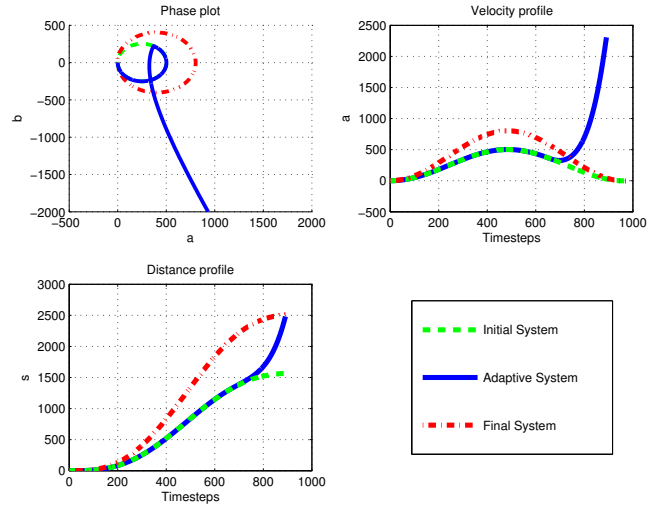 Phase plot
500
0
−500
−1000
−1500
−2000
b
−500 0 500 1000 1500 2000
a
Velocity profile
2500
2000
1500
1000
500
0
−500
a
0 200 400 600 800 1000
Timesteps
Distance profile
3000
2500
2000
1500
1000
500
0
s
0 200 400 600 800 1000
Timesteps
Initial System
Adaptive System
Final System